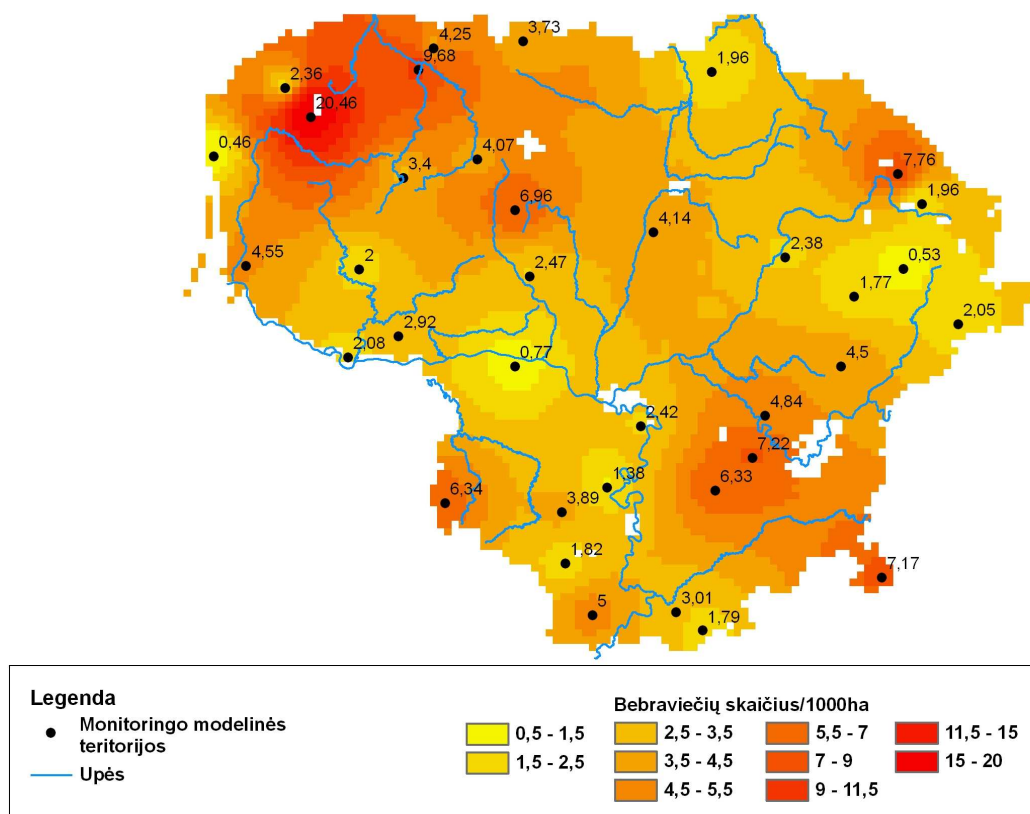 4,25
3,73
9,68
1,96
2,36
20,46
0,46
4,07
3,4
7,76
1,96
6,96
4,14
4,55
2
2,47
2,38
0,53
1,77
2,05
2,92
2,08
0,77
4,5
2,42
4,84
7,22
1,38
6,33
6,34
3,89
1,82
7,17
5
3,01
1,79
Legenda
Monitoringo modelinės
teritorijos
Upės
Bebraviečių skaičius/1000ha
0,5 - 1,5
1,5 - 2,5
2,5 - 3,5
3,5 - 4,5
4,5 - 5,5
5,5 - 7
7 - 9
9 - 11,5
11,5 - 15
15 - 20